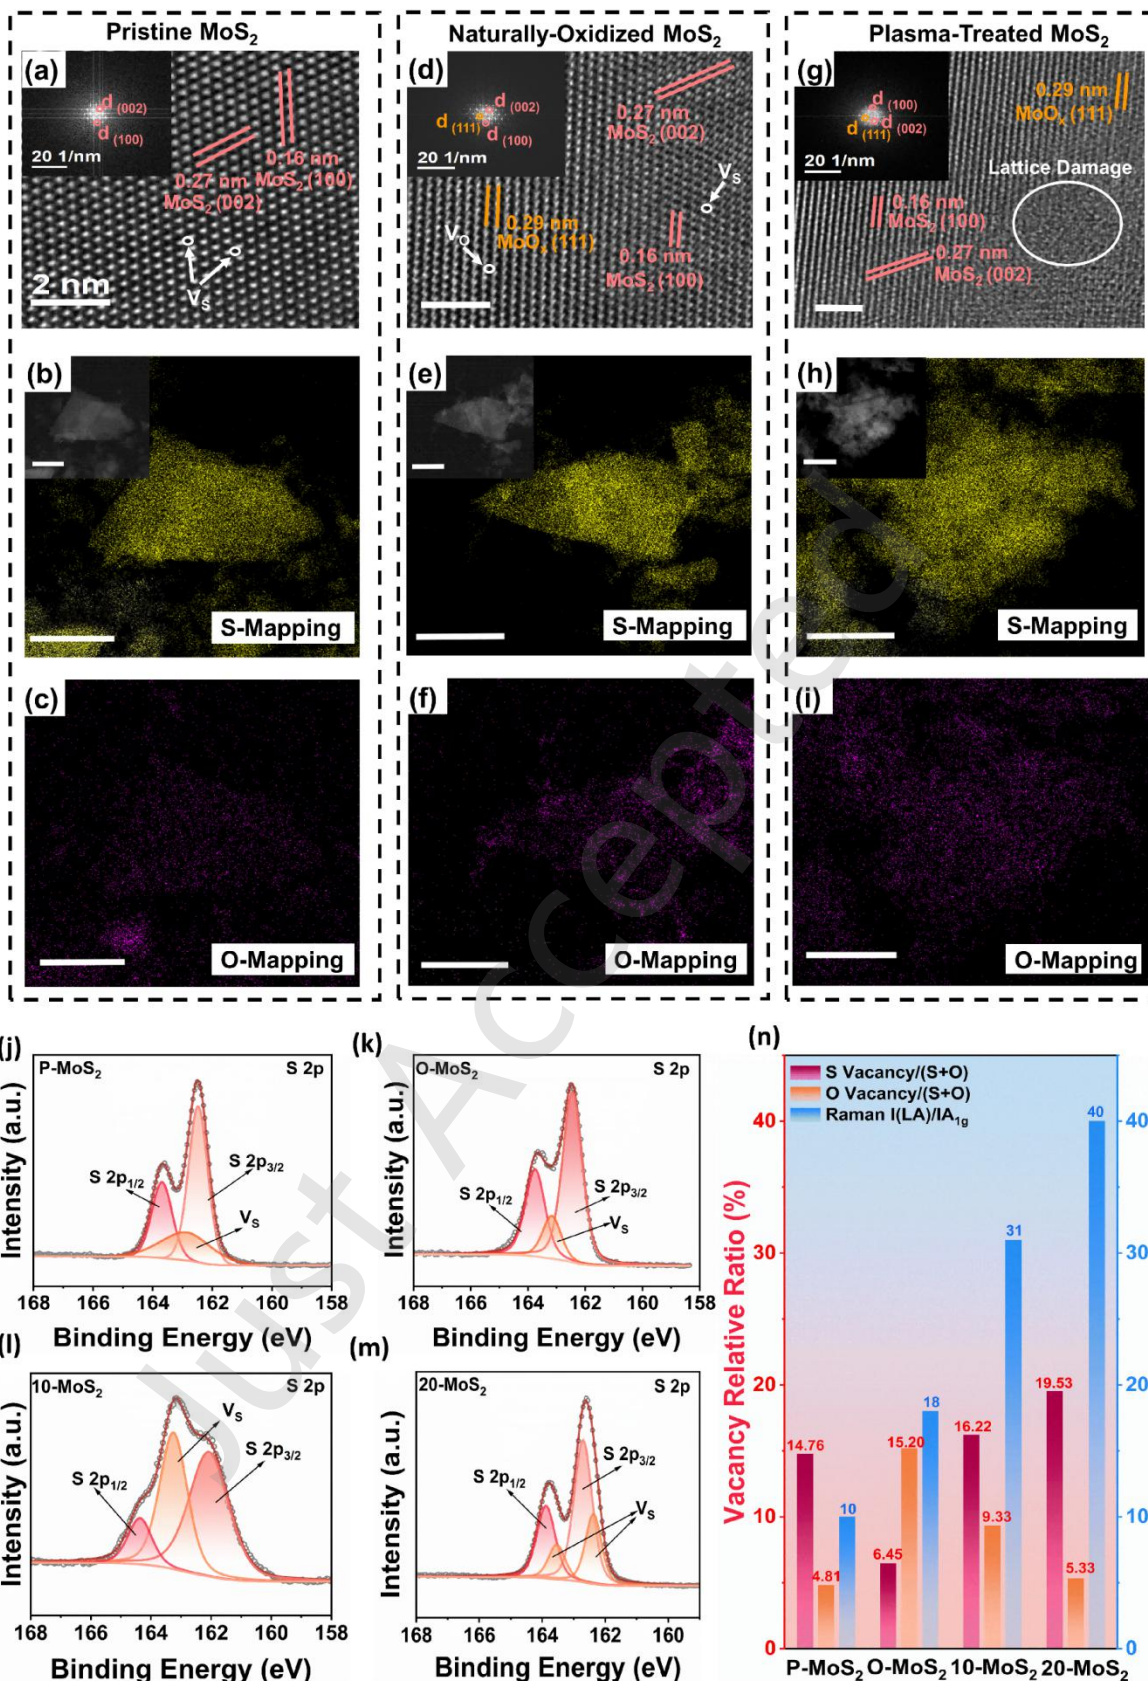 Pristine MoS2
Naturally-Oxidized MoS2
Plasma-Treated MoS2
(a)
d (002)
d (100)
20 1/nm
0.27 nm
MoS2 (002)
0.16 nm
MoS2 (100)
VS
2 nm
(d)
d (111)
d (002)
d (100)
20 1/nm
0.27 nm
MoS2 (002)
VS
0.29 nm
MoOx (111)
VO
0.16 nm
MoS2 (100)
(g)
d (100)
d (002)
d (111)
20 1/nm
0.29 nm
MoOx (111)
Lattice Damage
0.16 nm
MoS2 (100)
0.27 nm
MoS2 (002)
(b)
S-Mapping
(e)
S-Mapping
(h)
S-Mapping
(c)
O-Mapping
(f)
O-Mapping
(i)
O-Mapping
Just Accepted
(j)
P-MoS2
S 2p
S 2p1/2
S 2p3/2
VS
Intensity (a.u.)
168 166 164 162 160 158
Binding Energy (eV)
(k)
O-MoS2
S 2p
S 2p1/2
S 2p3/2
VS
Intensity (a.u.)
168 166 164 162 160 158
Binding Energy (eV)
(l)
10-MoS2
S 2p
S 2p1/2
VS
S 2p3/2
Intensity (a.u.)
168 166 164 162 160 158
Binding Energy (eV)
(m)
20-MoS2
S 2p
S 2p1/2
S 2p3/2
VS
Intensity (a.u.)
168 166 164 162 160
Binding Energy (eV)
(n)
S Vacancy/(S+O)
O Vacancy/(S+O)
Raman I(LA)/IA1g
Vacancy Relative Ratio (%)
40
30
20
10
0
40
30
20
10
0
14.76
4.81
10
6.45
15.20
18
16.22
9.33
31
19.53
5.33
40
P-MoS2 O-MoS2 10-MoS2 20-MoS2